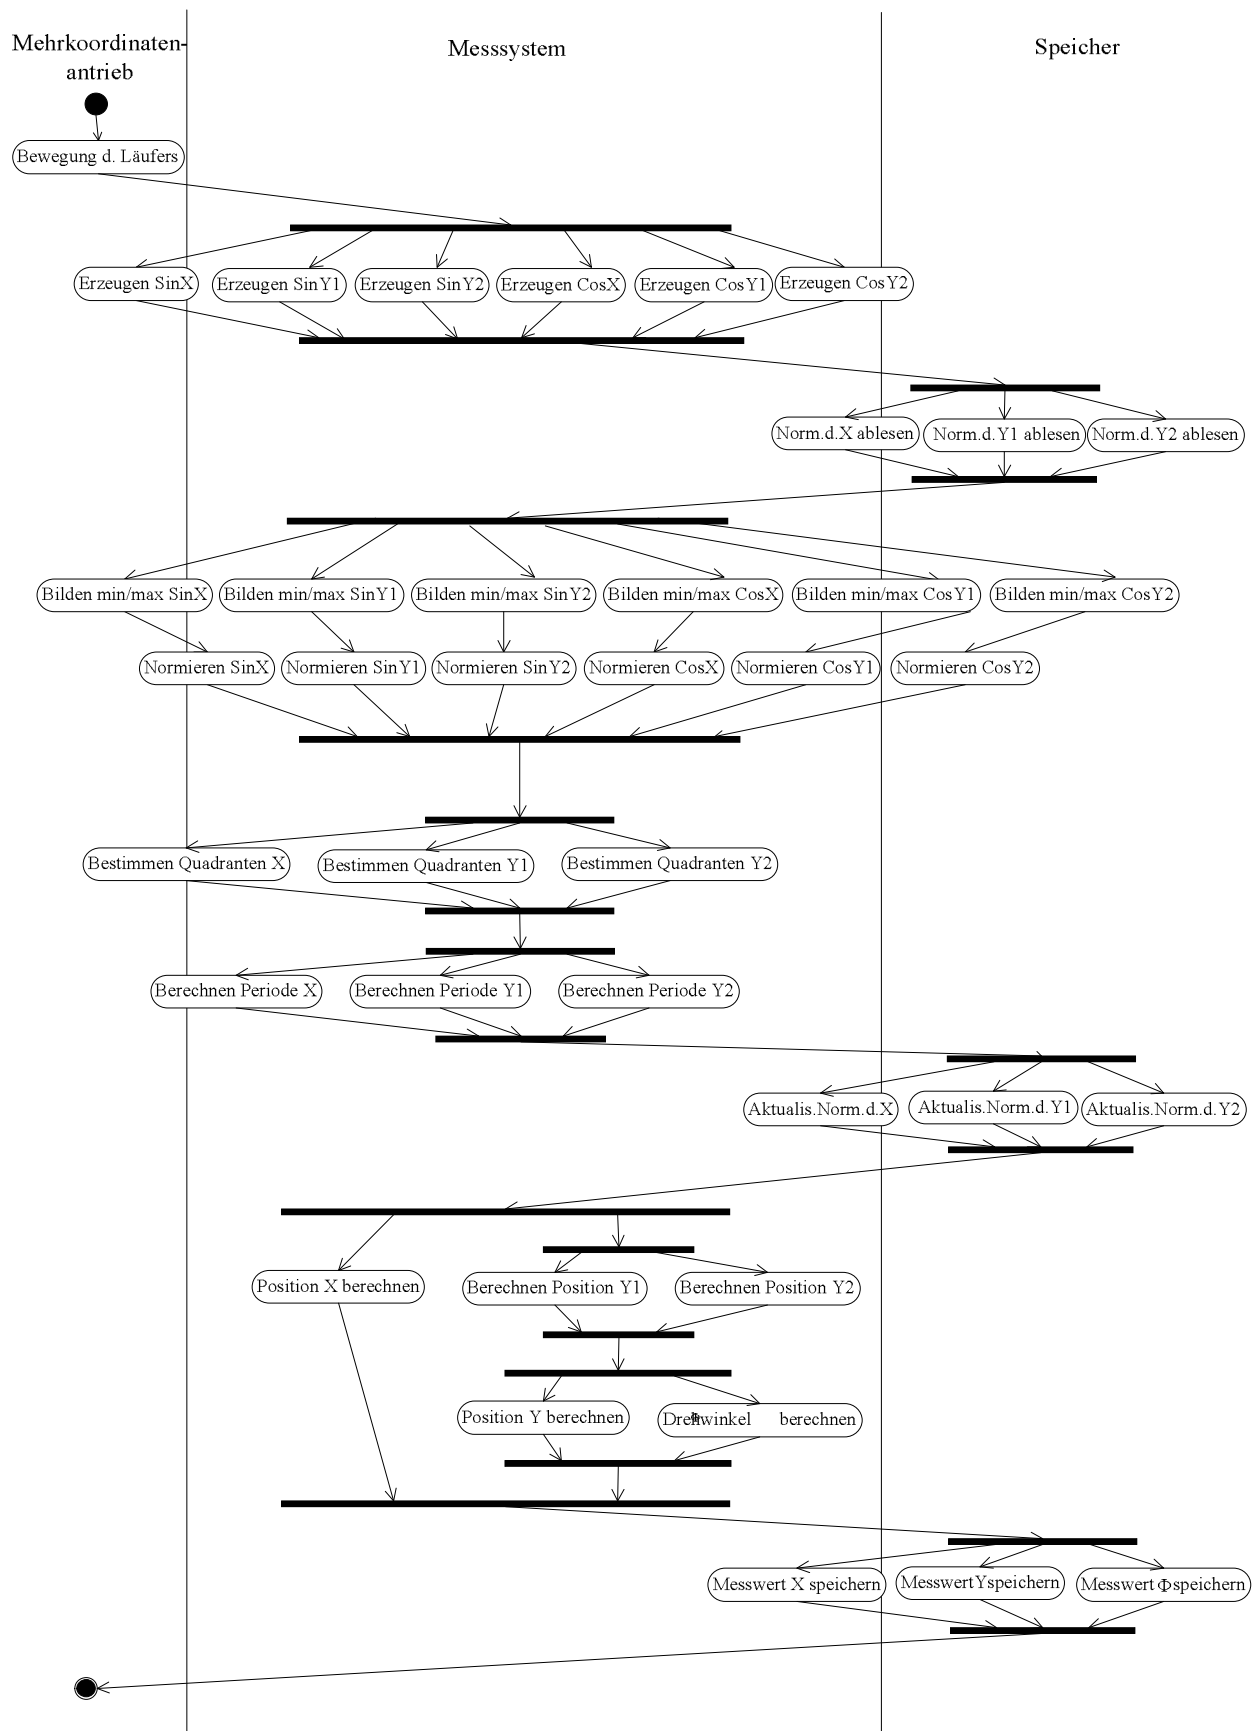 Mehrkoordinaten-
antrieb
Messsystem
Speicher
Bewegung d. Läufers
Erzeugen SinX
Erzeugen SinY1
Erzeugen SinY2
Erzeugen CosX
Erzeugen CosY1
Erzeugen CosY2
Norm.d.X ablesen
Norm.d.Y1 ablesen
Norm.d.Y2 ablesen
Bilden min/max SinX
Bilden min/max SinY1
Bilden min/max SinY2
Bilden min/max CosX
Bilden min/max CosY1
Bilden min/max CosY2
Normieren SinX
Normieren SinY1
Normieren SinY2
Normieren CosX
Normieren CosY1
Normieren CosY2
Bestimmen Quadranten X
Bestimmen Quadranten Y1
Bestimmen Quadranten Y2
Berechnen Periode X
Berechnen Periode Y1
Berechnen Periode Y2
Aktualis.Norm.d.X
Aktualis.Norm.d.Y1
Aktualis.Norm.d.Y2
Position X berechnen
Berechnen Position Y1
Berechnen Position Y2
Position Y berechnen
Drehwinkel Φ berechnen
Messwert X speichern
MesswertYspeichern
Messwert Φ speichern